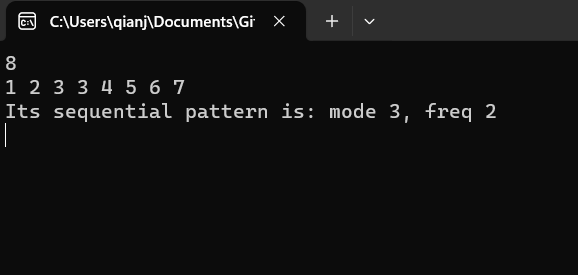 C:\Users\qianj\Documents\Gi
8
1 2 3 3 4 5 6 7
Its sequential pattern is: mode 3, freq 2